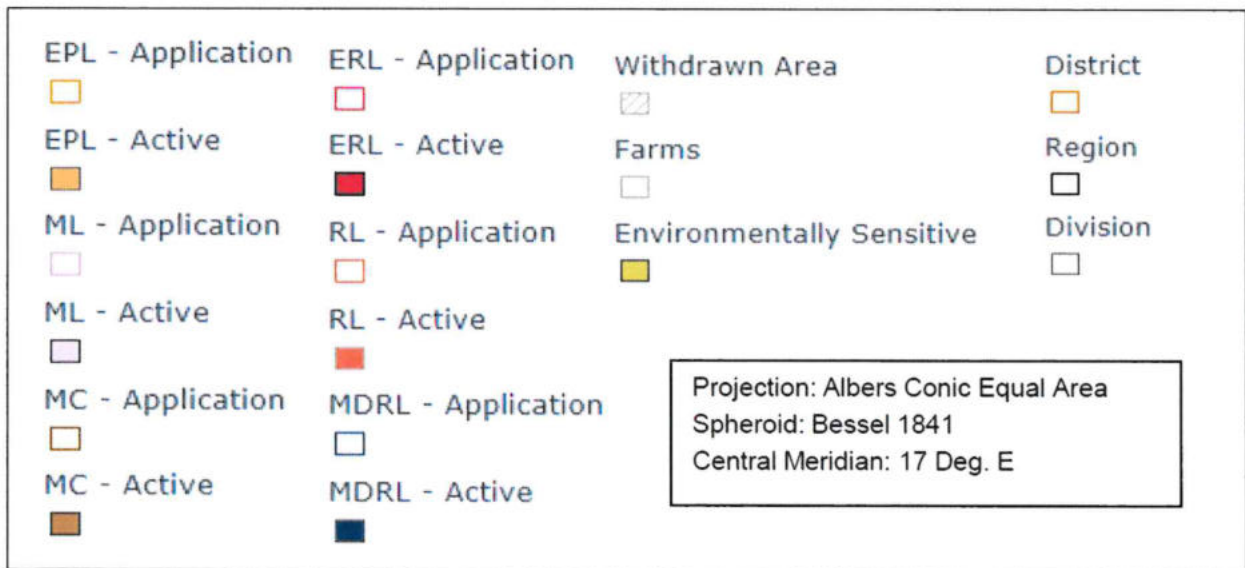 EPL - Application
EPL - Active
ML - Application
ML - Active
MC - Application
MC - Active
ERL - Application
ERL - Active
RL - Application
RL - Active
MDRL - Application
MDRL - Active
Withdrawn Area
Farms
Environmentally Sensitive
District
Region
Division
Projection: Albers Conic Equal Area
Spheroid: Bessel 1841
Central Meridian: 17 Deg. E